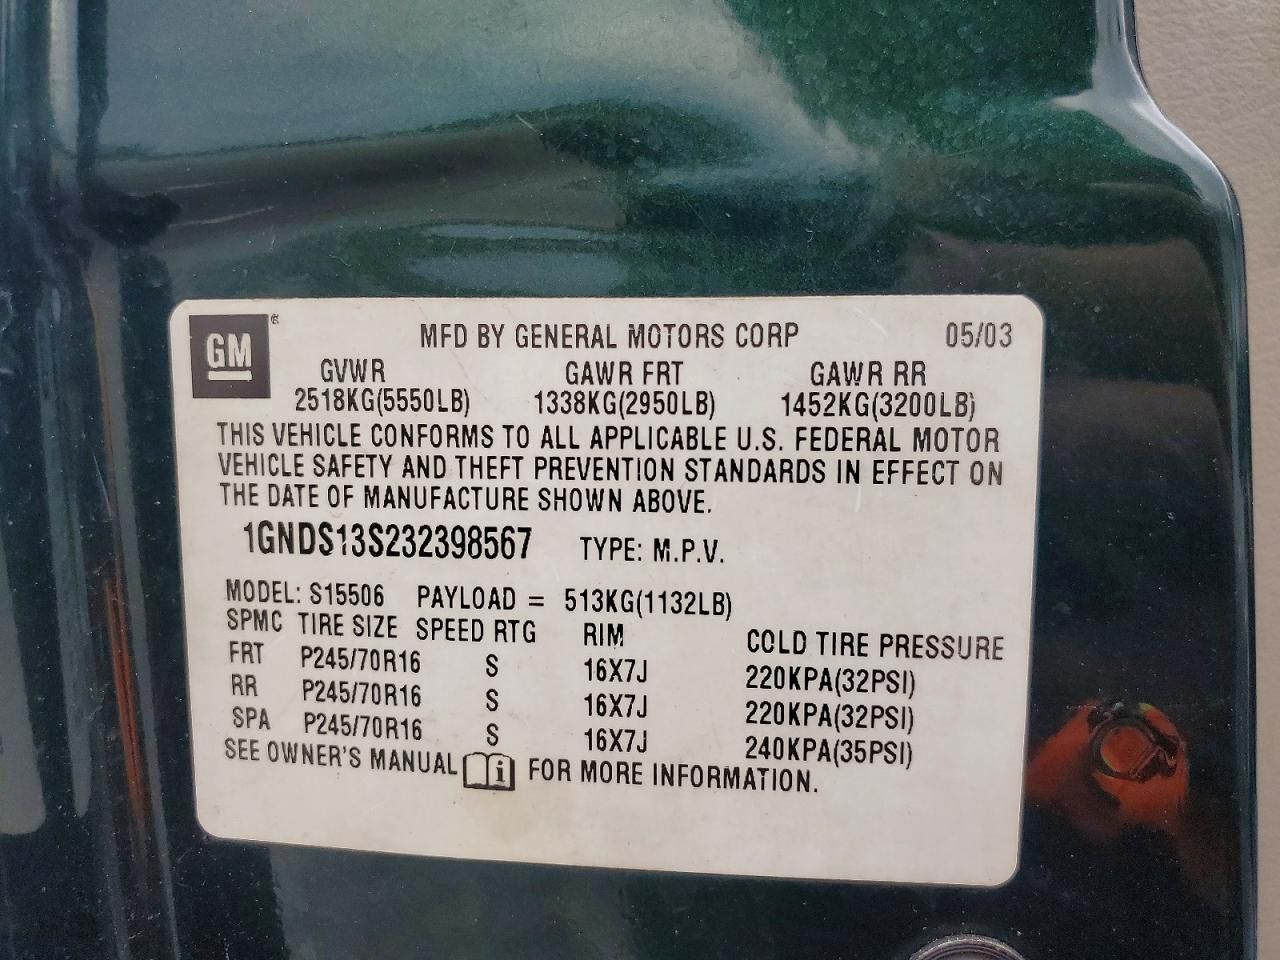 GM
MFD BY GENERAL MOTORS CORP 05/03
GVWR GAWR FRT GAWR RR
2518KG(5550LB) 1338KG(2950LB) 1452KG(3200LB)
THIS VEHICLE CONFORMS TO ALL APPLICABLE U.S. FEDERAL MOTOR
VEHICLE SAFETY AND THEFT PREVENTION STANDARDS IN EFFECT ON
THE DATE OF MANUFACTURE SHOWN ABOVE.
1GNDS13S232398567 TYPE: M.P.V.
MODEL: S15506 PAYLOAD = 513KG(1132LB)
SPMC TIRE SIZE SPEED RTG RIM COLD TIRE PRESSURE
FRT P245/70R16 S 16X7J 220KPA(32PSI)
RR P245/70R16 S 16X7J 220KPA(32PSI)
SPA P245/70R16 S 16X7J 240KPA(35PSI)
SEE OWNER'S MANUAL i FOR MORE INFORMATION.